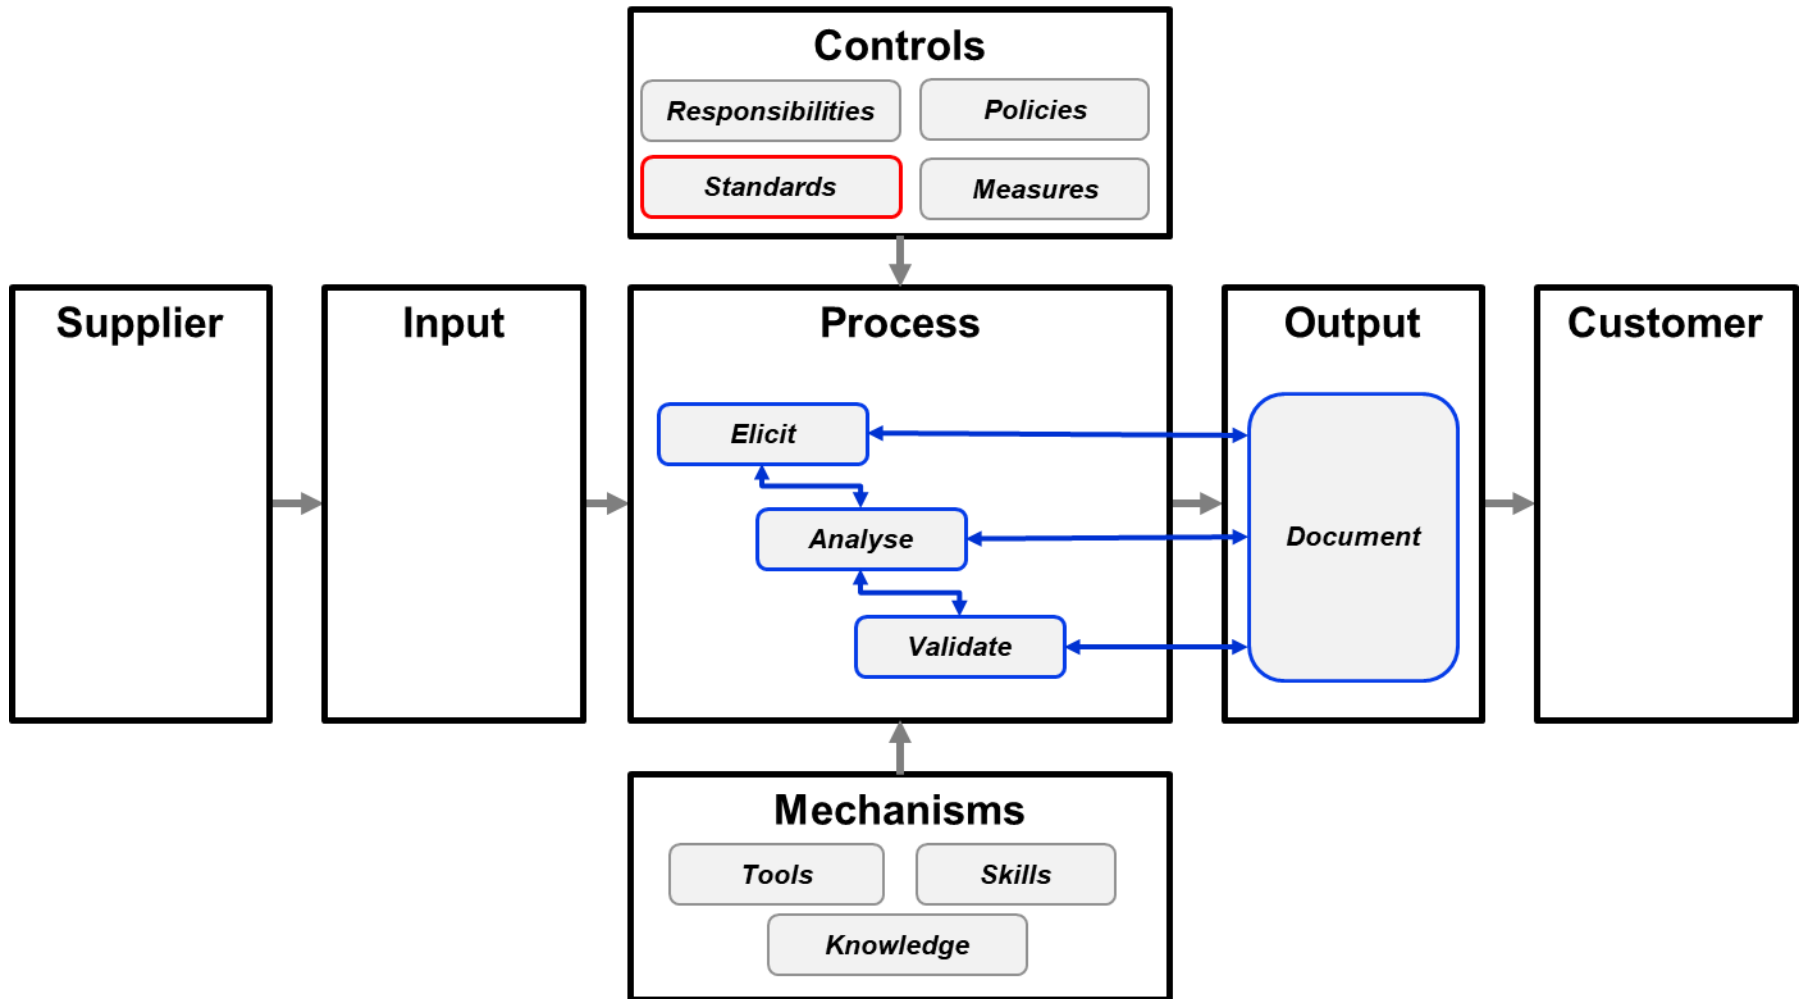 Controls
Responsibilities
Policies
Standards
Measures
Supplier
Input
Process
Output
Customer
Elicit
Analyse
Validate
Document
Mechanisms
Tools
Skills
Knowledge